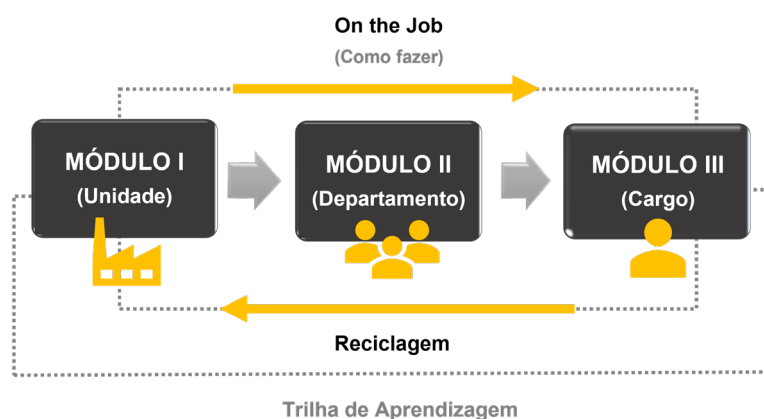 On the Job
(Como fazer)
MÓDULO I
(Unidade)
MÓDULO II
(Departamento)
MÓDULO III
(Cargo)
Reciclagem
Trilha de Aprendizagem